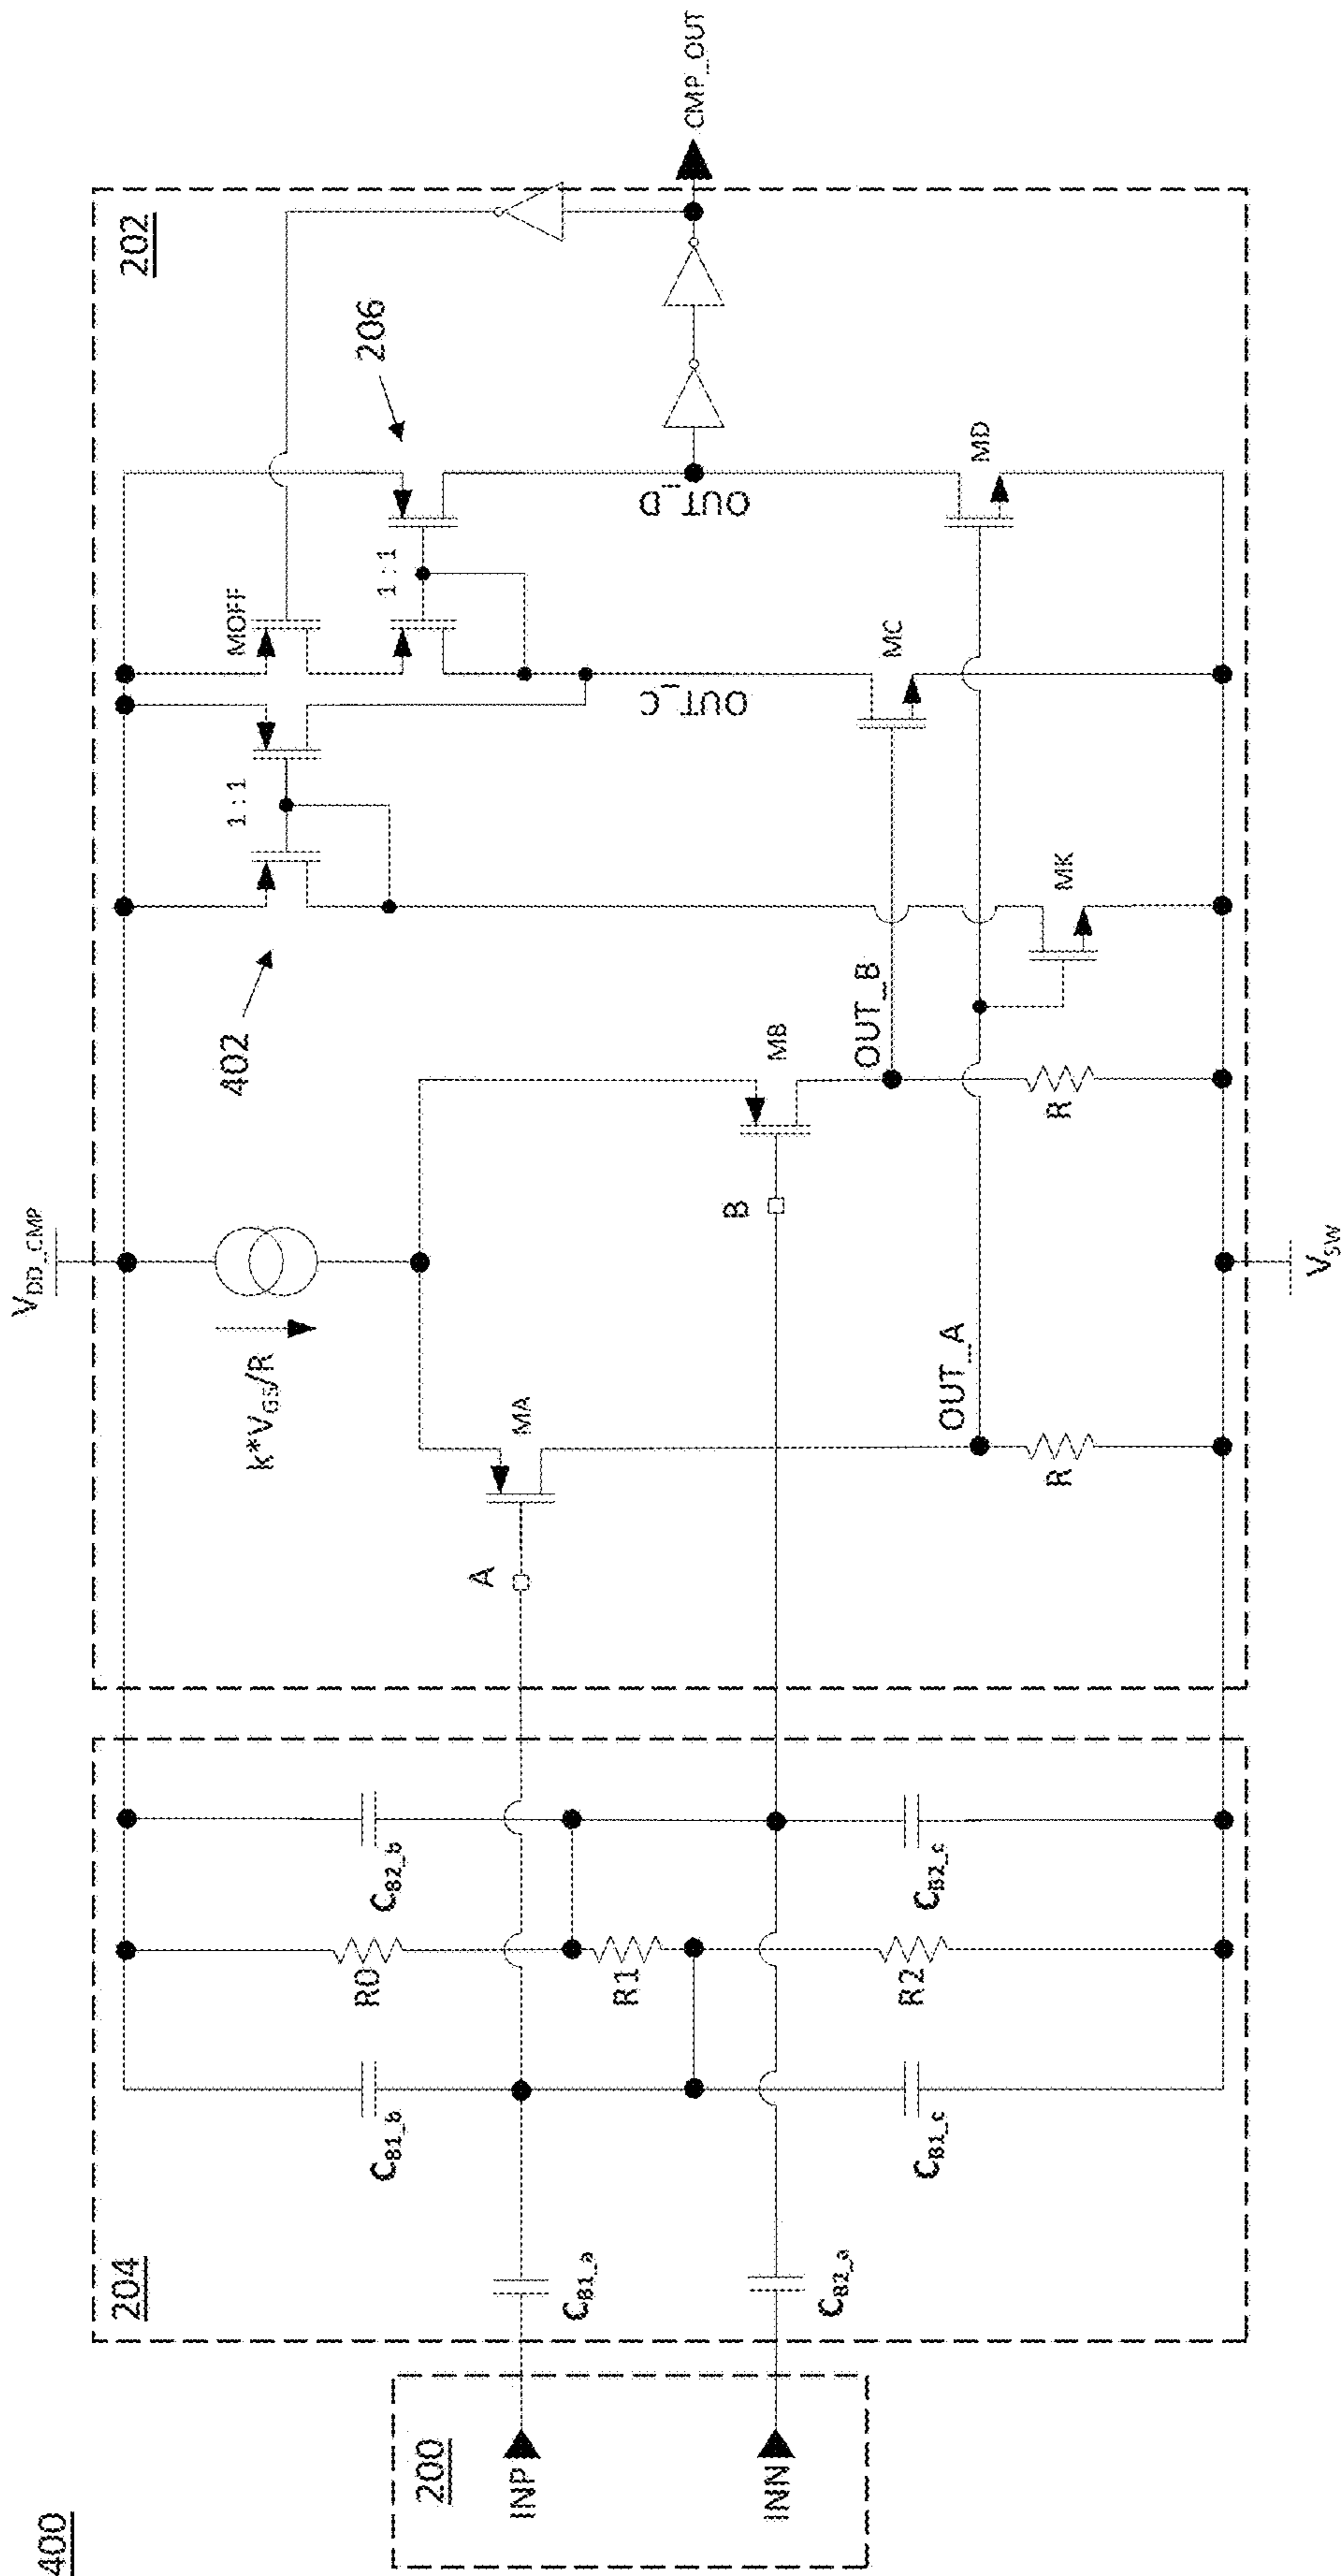 400
200
INP
INN
204
C_B1_a
C_B2_a
C_B1_b
C_B1_c
R0
R1
R2
C_B2_b
C_B2_c
202
V_DD_CMP
k*V_GS/R
A
MA
OUT_A
R
B
MB
OUT_B
R
V_SW
402
1 : 1
MK
MOFF
1 : 1
206
OUT_C
MC
OUT_D
MD
CMP_OUT